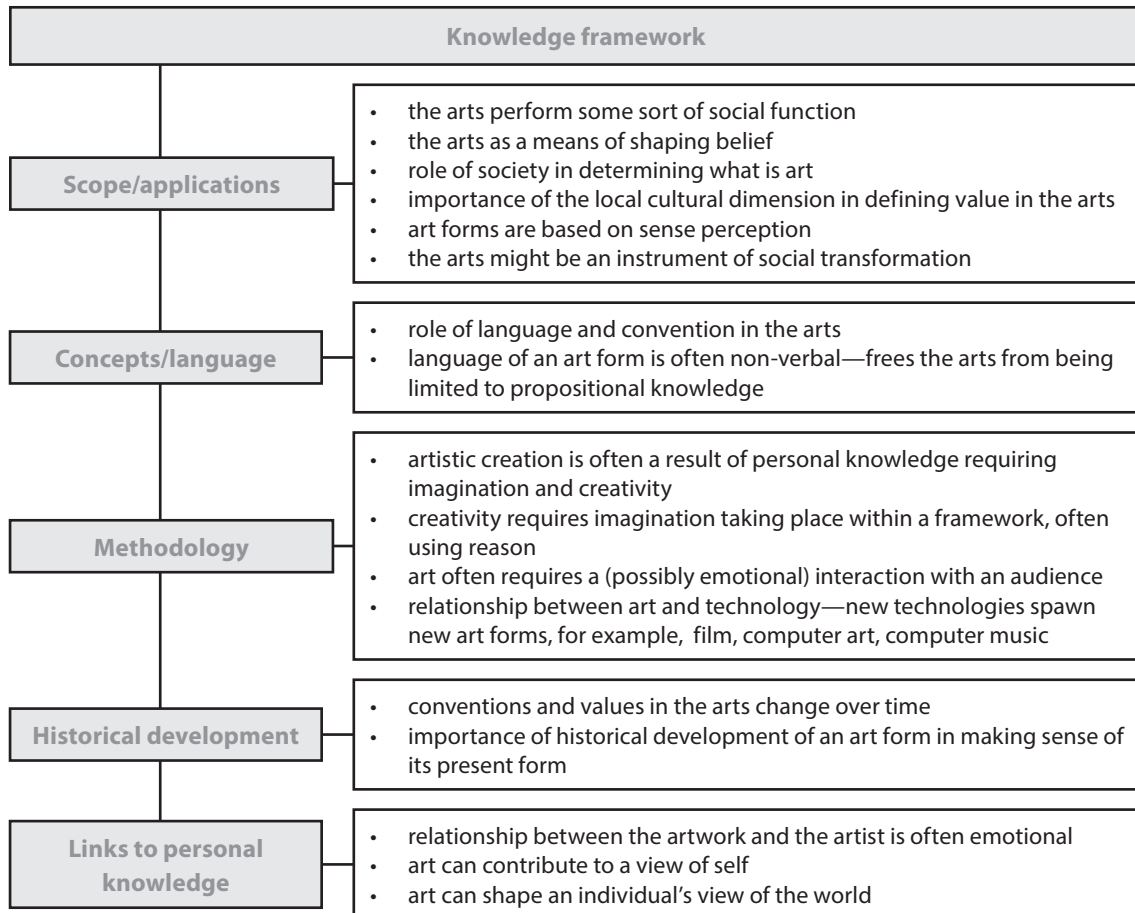 Knowledge framework
Scope/applications
• the arts perform some sort of social function
• the arts as a means of shaping belief
• role of society in determining what is art
• importance of the local cultural dimension in defining value in the arts
• art forms are based on sense perception
• the arts might be an instrument of social transformation
Concepts/language
• role of language and convention in the arts
• language of an art form is often non-verbal—frees the arts from being
limited to propositional knowledge
Methodology
• artistic creation is often a result of personal knowledge requiring
imagination and creativity
• creativity requires imagination taking place within a framework, often
using reason
• art often requires a (possibly emotional) interaction with an audience
• relationship between art and technology—new technologies spawn
new art forms, for example, film, computer art, computer music
Historical development
• conventions and values in the arts change over time
• importance of historical development of an art form in making sense of
its present form
Links to personal
knowledge
• relationship between the artwork and the artist is often emotional
• art can contribute to a view of self
• art can shape an individual's view of the world